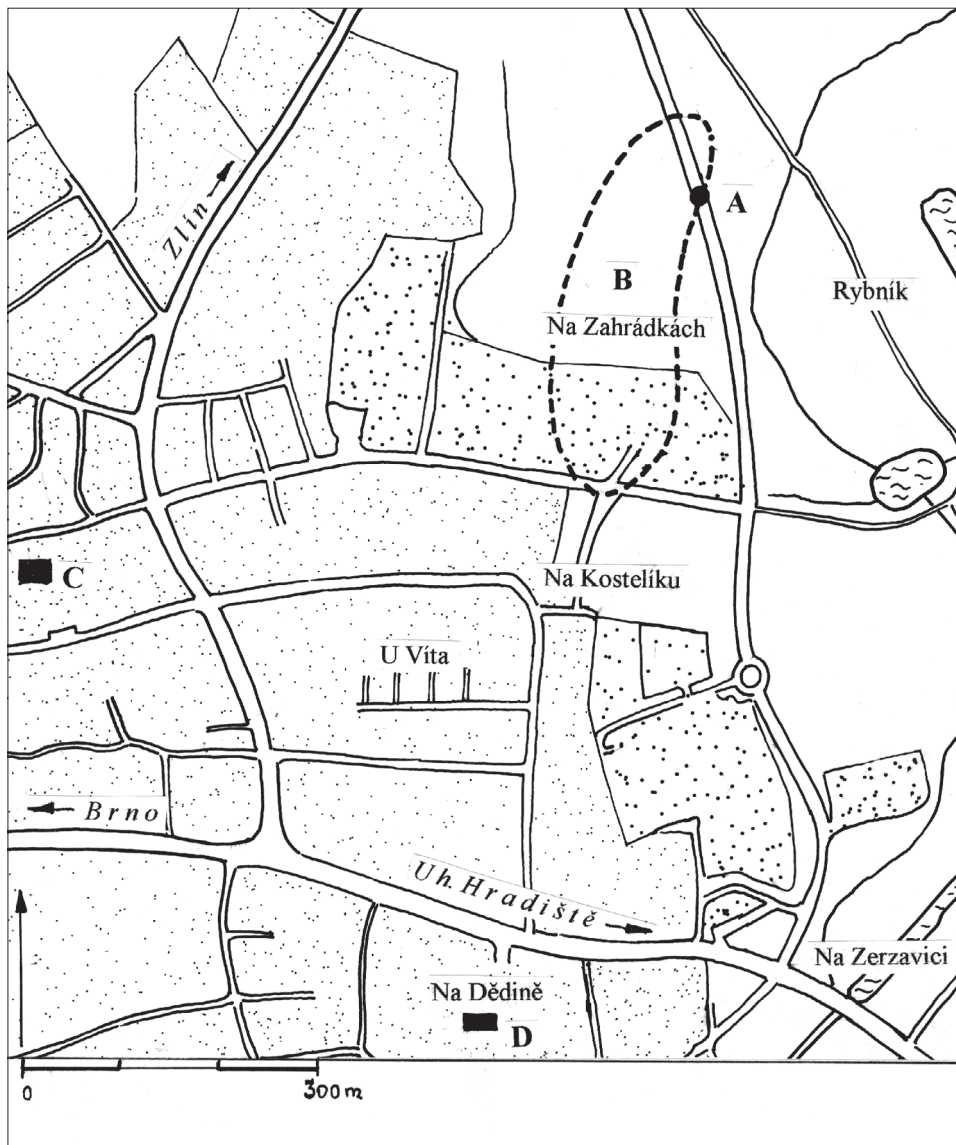 Zlín
A
B
Rybník
Na Zahrádkách
C
Na Kostelíku
U Víta
Brno
Uh. Hradiště
Na Zerzavici
Na Dědině
D
0
300 m